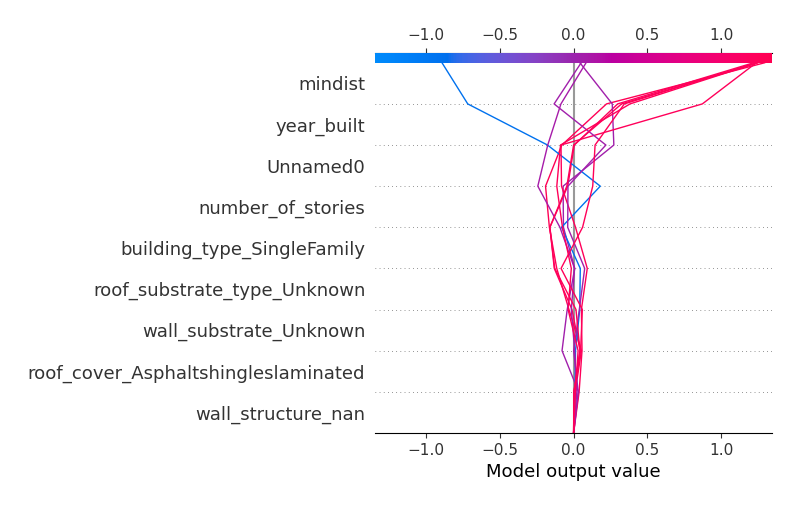 −1.0 −0.5 0.0 0.5 1.0
mindist
year_built
Unnamed0
number_of_stories
building_type_SingleFamily
roof_substrate_type_Unknown
wall_substrate_Unknown
roof_cover_Asphaltshingleslaminated
wall_structure_nan
−1.0 −0.5 0.0 0.5 1.0
Model output value